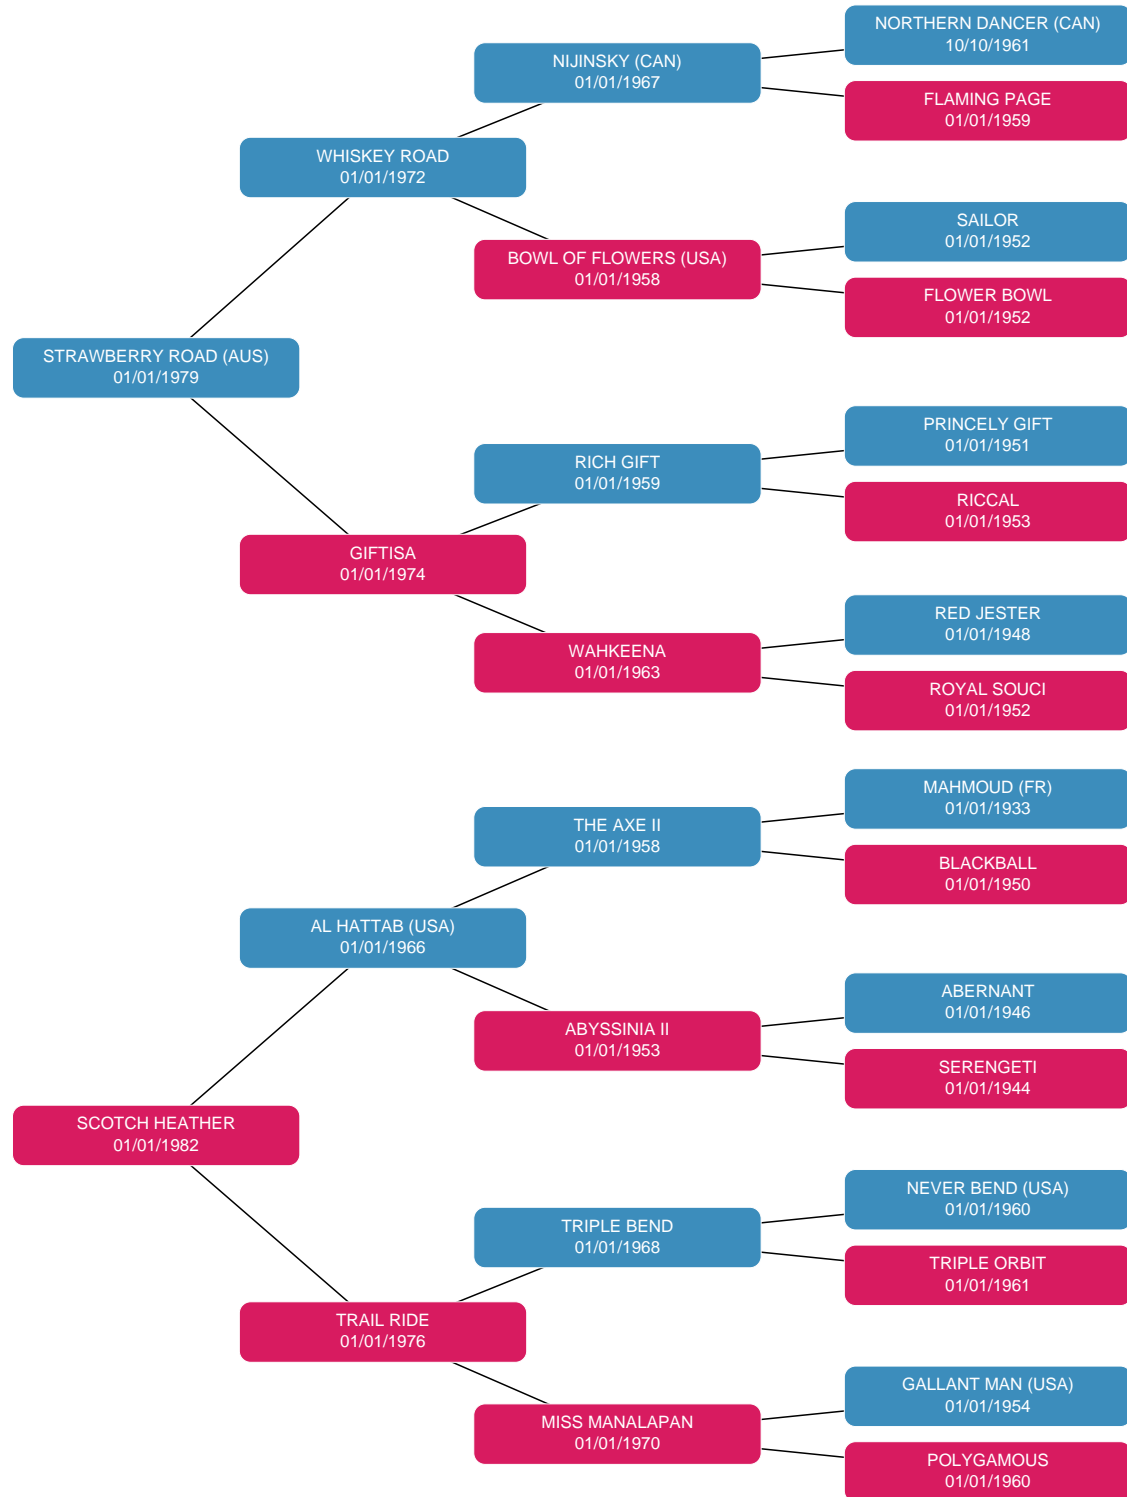 NORTHERN DANCER (CAN)
10/10/1961
NIJINSKY (CAN)
01/01/1967
FLAMING PAGE
01/01/1959
WHISKEY ROAD
01/01/1972
SAILOR
01/01/1952
BOWL OF FLOWERS (USA)
01/01/1958
FLOWER BOWL
01/01/1952
STRAWBERRY ROAD (AUS)
01/01/1979
PRINCELY GIFT
01/01/1951
RICH GIFT
01/01/1959
RICCAL
01/01/1953
GIFTISA
01/01/1974
RED JESTER
01/01/1948
WAHKEENA
01/01/1963
ROYAL SOUCI
01/01/1952
MAHMOUD (FR)
01/01/1933
THE AXE II
01/01/1958
BLACKBALL
01/01/1950
AL HATTAB (USA)
01/01/1966
ABERNANT
01/01/1946
ABYSSINIA II
01/01/1953
SERENGETI
01/01/1944
SCOTCH HEATHER
01/01/1982
NEVER BEND (USA)
01/01/1960
TRIPLE BEND
01/01/1968
TRIPLE ORBIT
01/01/1961
TRAIL RIDE
01/01/1976
GALLANT MAN (USA)
01/01/1954
MISS MANALAPAN
01/01/1970
POLYGAMOUS
01/01/1960